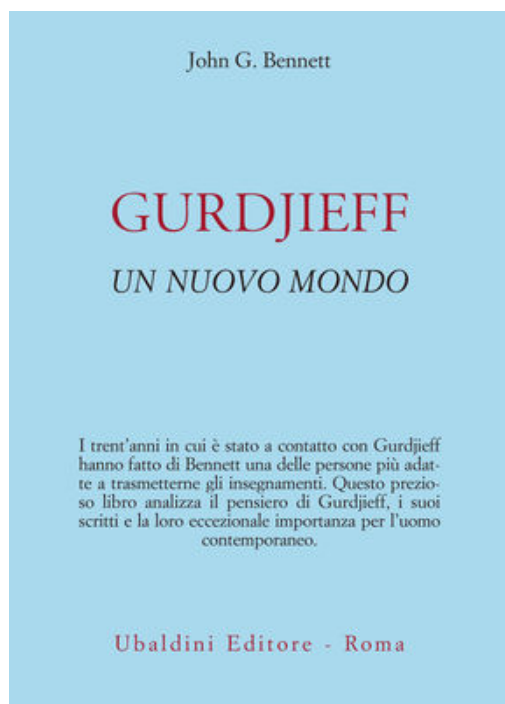 John G. Bennett
GURDJIEFF
UN NUOVO MONDO
I trent'anni in cui è stato a contatto con Gurdjieff
hanno fatto di Bennett una delle persone più adat-
te a trasmetterne gli insegnamenti. Questo prezio-
so libro analizza il pensiero di Gurdjieff, i suoi
scritti e la loro eccezionale importanza per l'uomo
contemporaneo.
Ubaldini Editore - Roma